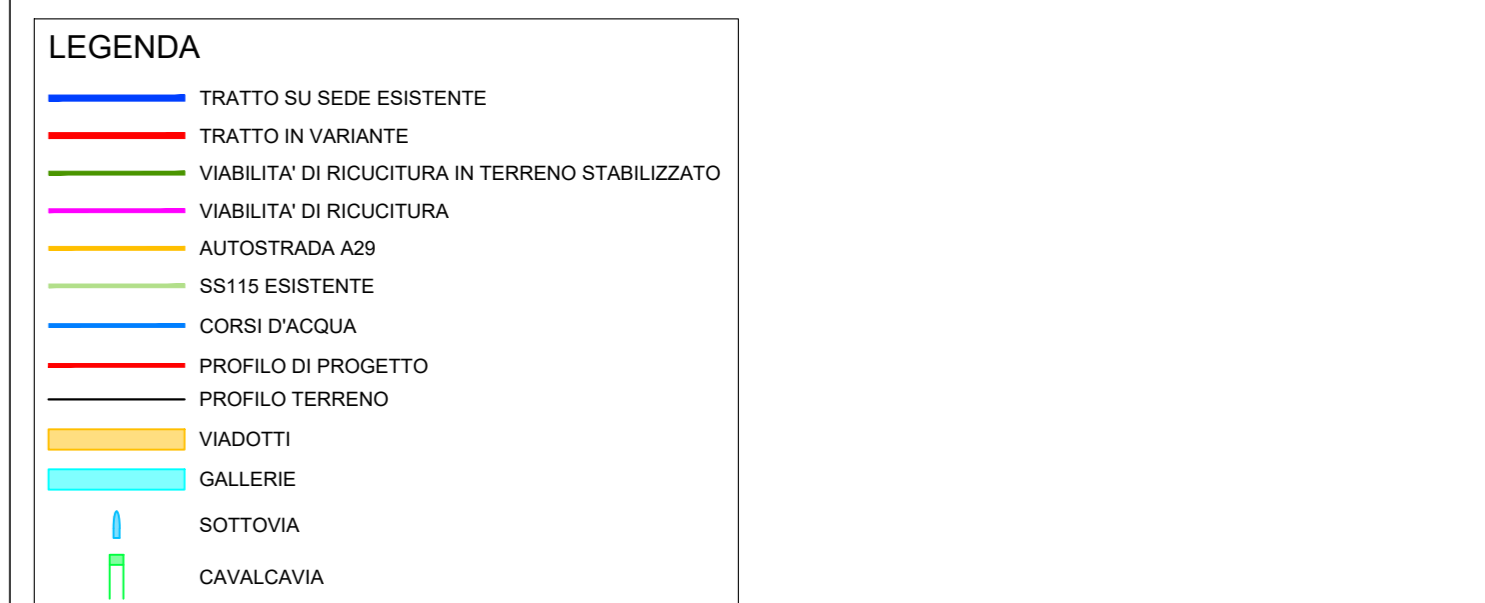 LEGENDA
TRATTO SU SEDE ESISTENTE
TRATTO IN VARIANTE
VIABILITA' DI RICUCITURA IN TERRENO STABILIZZATO
VIABILITA' DI RICUCITURA
AUTOSTRADA A29
SS115 ESISTENTE
CORSI D'ACQUA
PROFILO DI PROGETTO
PROFILO TERRENO
VIADOTTI
GALLERIE
SOTTOVIA
CAVALCAVIA